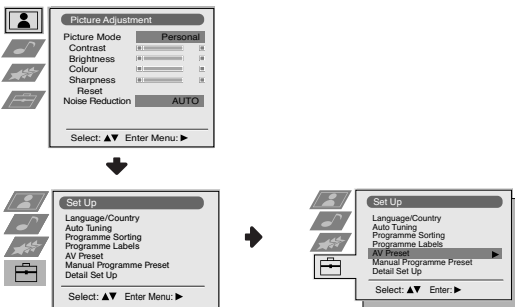 Picture Adjustment
Picture Mode Personal
Contrast
Brightness
Colour
Sharpness
Reset
Noise Reduction AUTO
Select: ▲▼ Enter Menu: ▶
Set Up
Language/Country
Auto Tuning
Programme Sorting
Programme Labels
AV Preset
Manual Programme Preset
Detail Set Up
Select: ▲▼ Enter Menu: ▶
Set Up
Language/Country
Auto Tuning
Programme Sorting
Programme Labels
AV Preset ▶
Manual Programme Preset
Detail Set Up
Select: ▲▼ Enter: ▶